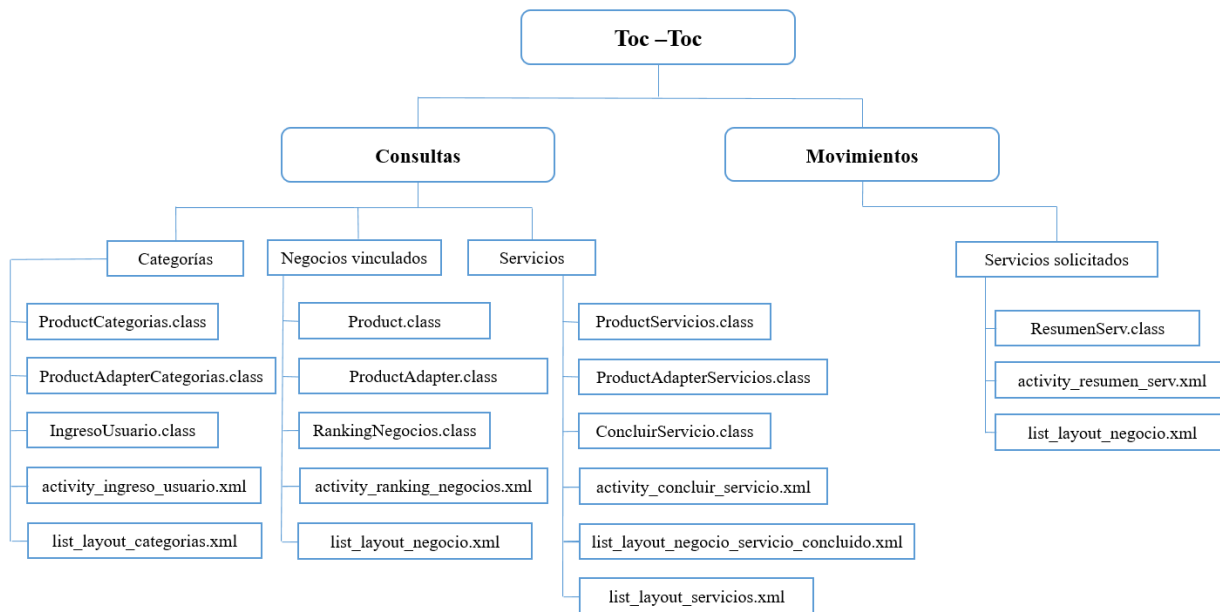 Toc –Toc
Consultas
Movimientos
Categorías
Negocios vinculados
Servicios
Servicios solicitados
ProductCategorias.class
ProductAdapterCategorias.class
IngresoUsuario.class
activity_ingreso_usuario.xml
list_layout_categorias.xml
Product.class
ProductAdapter.class
RankingNegocios.class
activity_ranking_negocios.xml
list_layout_negocio.xml
ProductServicios.class
ProductAdapterServicios.class
ConcluirServicio.class
activity_concluir_servicio.xml
list_layout_negocio_servicio_concluido.xml
list_layout_servicios.xml
ResumenServ.class
activity_resumen_serv.xml
list_layout_negocio.xml